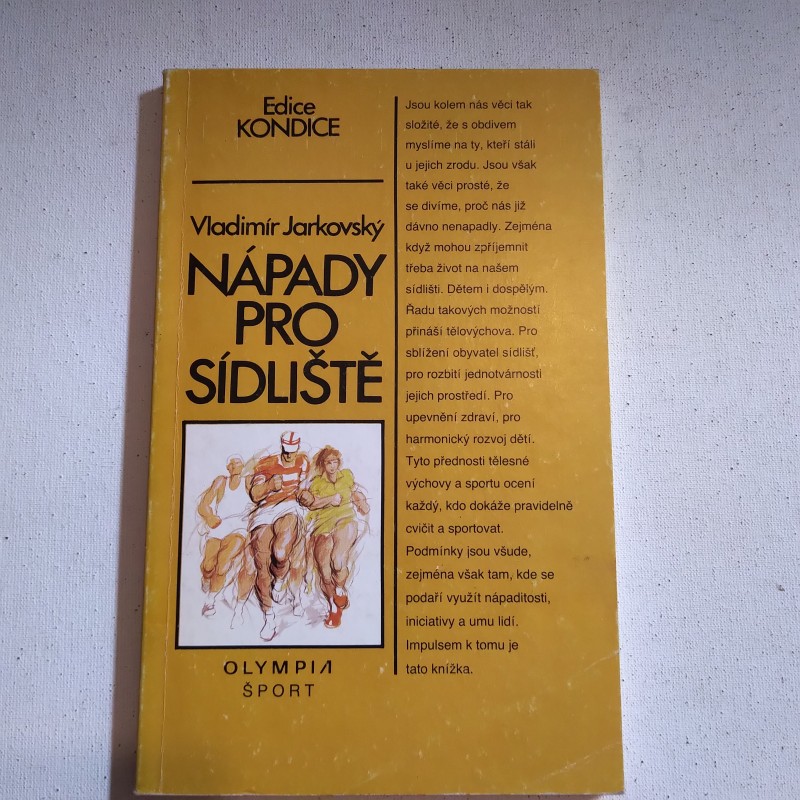 Edice
KONDICE
Vladimír Jarkovský
NÁPADY
PRO
SÍDLIŠTĚ
OLYMPIA
ŠPORT
Jsou kolem nás věci tak
složité, že s obdivem
myslíme na ty, kteří stáli
u jejich zrodu. Jsou však
také věci prosté, že
se divíme, proč nás již
dávno nenapadly. Zejména
když mohou zpříjemnit
třeba život na našem
sídlišti. Dětem i dospělým.
Řadu takových možností
přináší tělovýchova. Pro
sblížení obyvatel sídlišť,
pro rozbití jednotvárnosti
jejich prostředí. Pro
upevnění zdraví, pro
harmonický rozvoj dětí.
Tyto přednosti tělesné
výchovy a sportu ocení
každý, kdo dokáže pravidelně
cvičit a sportovat.
Podmínky jsou všude,
zejména však tam, kde se
podaří využít nápaditosti,
iniciativy a umu lidí.
Impulsem k tomu je
tato knížka.